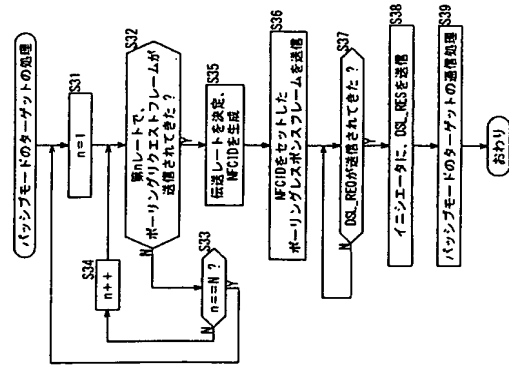 パッシブモードのターゲットの処理
S31
n=1
S34
n++
S32
第nレートで、
ポーリングリクエストフレームが
送信されてきた ?
N
Y
S33
n==N ?
N
Y
S35
伝送レートを決定、
NFCIDを生成
S36
NFCIDをセットした
ポーリングレスポンスフレームを送信
S37
DSL_REQが送信されてきた ?
N
Y
S38
イニシエータに、DSL_RESを送信
S39
パッシブモードのターゲットの通信処理
おわり